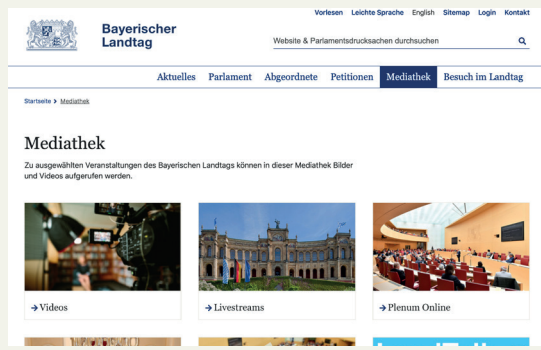 Vorlesen Leichte Sprache English Sitemap Login Kontakt
Bayerischer
Landtag
Website & Parlamentsdrucksachen durchsuchen
Aktuelles Parlament Abgeordnete Petitionen Mediathek Besuch im Landtag
Startseite > Mediathek
Mediathek
Zu ausgewählten Veranstaltungen des Bayerischen Landtags können in dieser Mediathek Bilder
und Videos aufgerufen werden.
→ Videos
→ Livestreams
→ Plenum Online